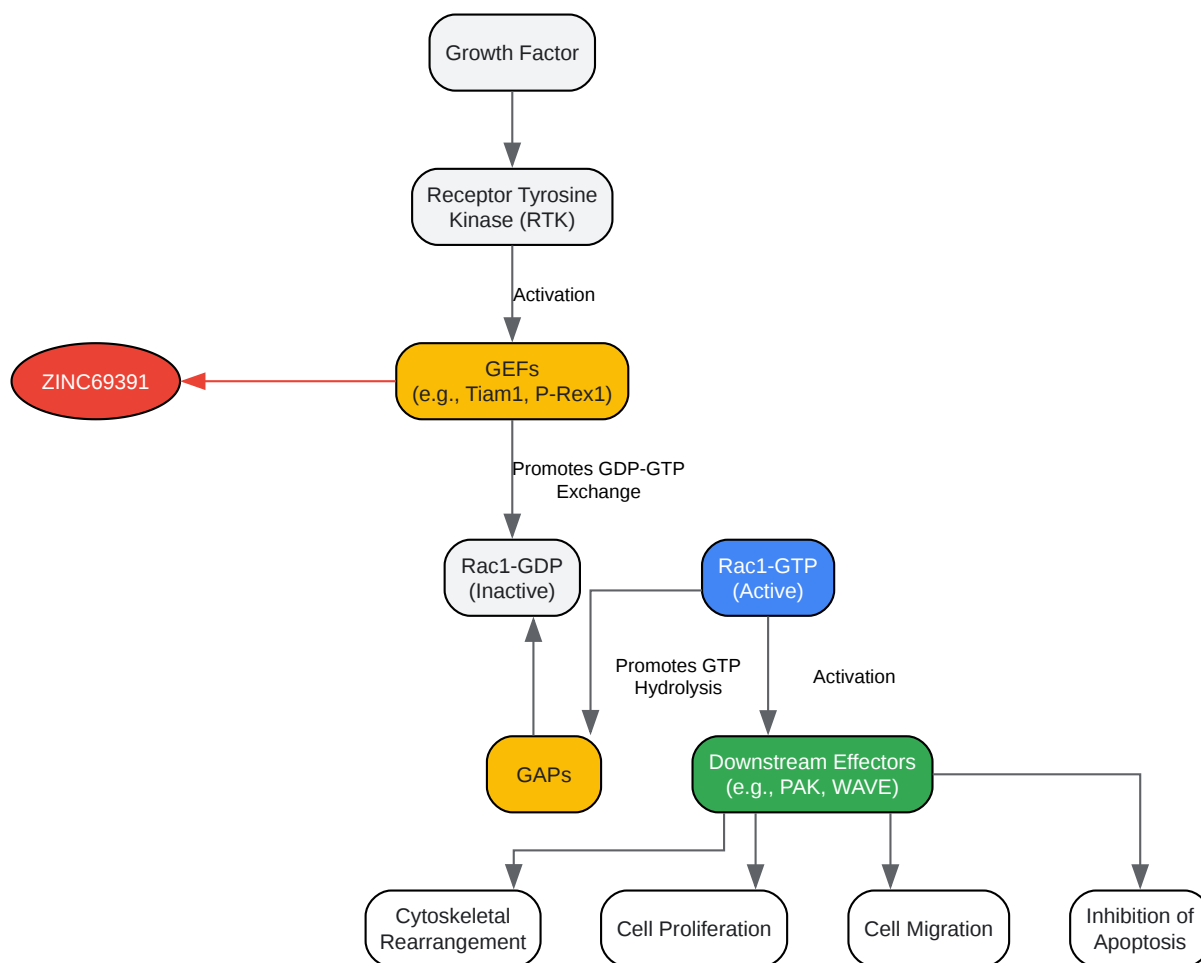 Growth Factor
Receptor Tyrosine
Kinase (RTK)
Activation
ZINC69391
GEFs
(e.g., Tiam1, P-Rex1)
Promotes GDP-GTP
Exchange
Rac1-GDP
(Inactive)
Rac1-GTP
(Active)
Promotes GTP
Hydrolysis
Activation
GAPs
Downstream Effectors
(e.g., PAK, WAVE)
Cytoskeletal
Rearrangement
Cell Proliferation
Cell Migration
Inhibition of
Apoptosis